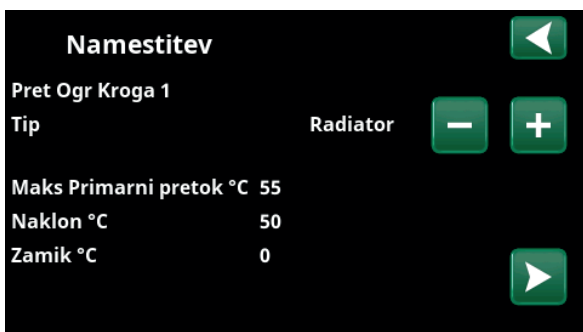 Namestitev
Pret Ogr Kroga 1
Tip Radiator
Maks Primarni pretok °C 55
Naklon °C 50
Zamik °C 0